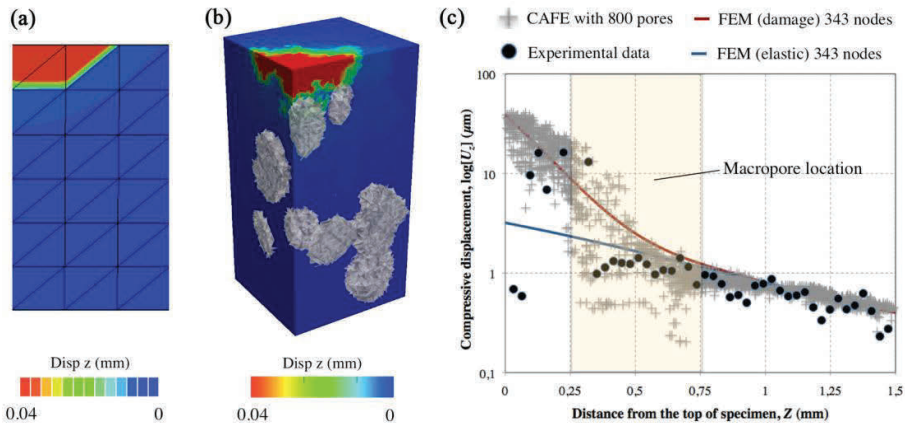 (a)
Disp z (mm)
0.04 0
(b)
Disp z (mm)
0.04 0
(c)
CAFE with 800 pores
FEM (damage) 343 nodes
Experimental data
FEM (elastic) 343 nodes
Compressive displacement, log[Uz] (μm)
100
10
1
0,1
Macropore location
0 0,25 0,5 0,75 1 1,25 1,5
Distance from the top of specimen, Z (mm)